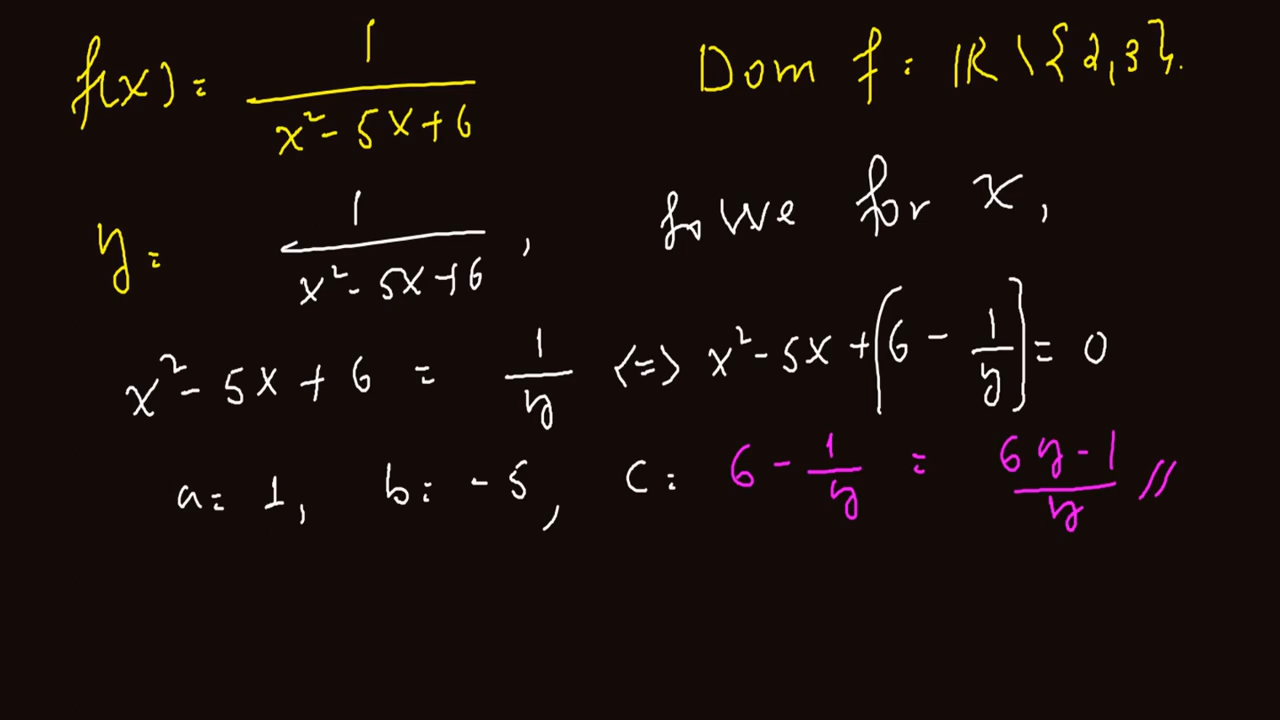 f(x) = 1/(x² - 5x + 6) Dom f = ℝ \ {2,3}.
y = 1/(x² - 5x + 6), solve for x,
x² - 5x + 6 = 1/y <=> x² - 5x + (6 - 1/y) = 0
a = 1, b = -5, c = 6 - 1/y = (6y - 1)/y //